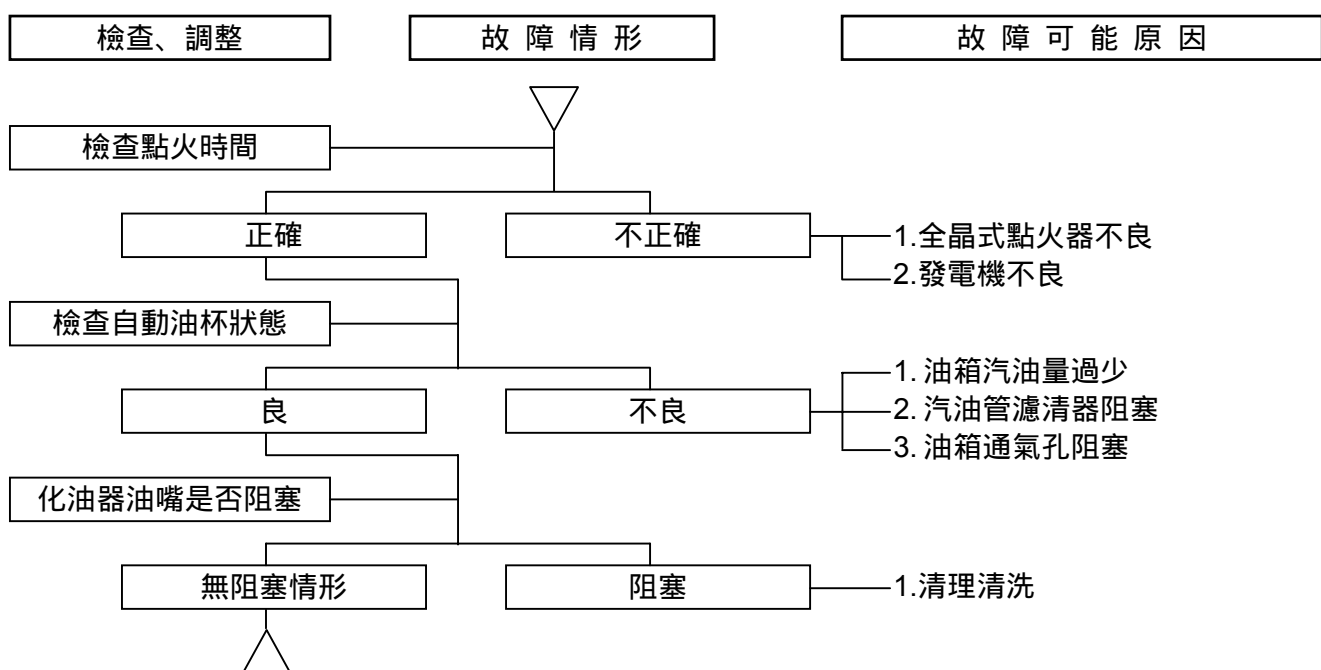 檢查、調整
故障情形
故障可能原因
檢查點火時間
正確
不正確
1.全晶式點火器不良
2.發電機不良
檢查自動油杯狀態
良
不良
1. 油箱汽油量過少
2. 汽油管濾清器阻塞
3. 油箱通氣孔阻塞
化油器油嘴是否阻塞
無阻塞情形
阻塞
1.清理清洗